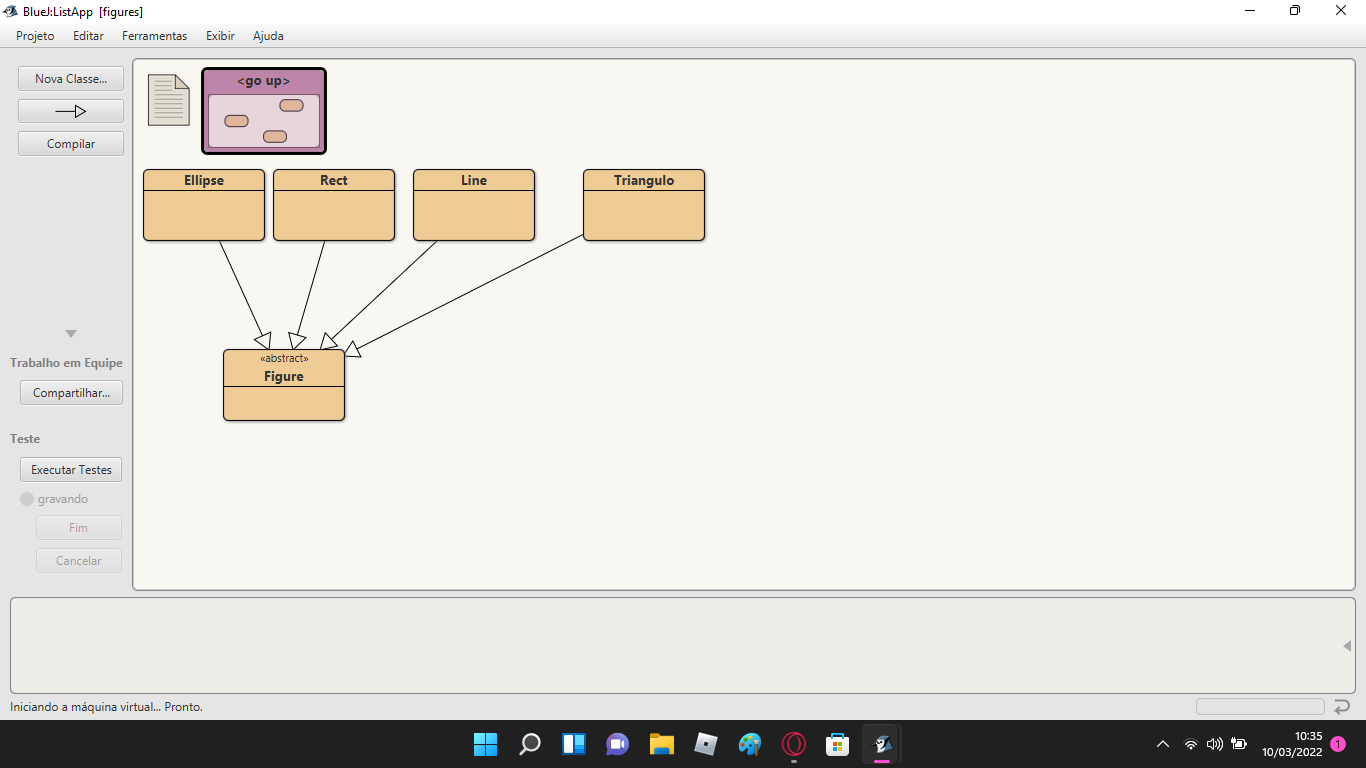 BlueJ:ListApp [figures]
Projeto Editar Ferramentas Exibir Ajuda
Nova Classe...
Compilar
<go up>
Ellipse Rect Line Triangulo
«abstract»
Figure
Trabalho em Equipe
Compartilhar...
Teste
Executar Testes
gravando
Fim
Cancelar
Iniciando a máquina virtual... Pronto.
10:35
10/03/2022
1